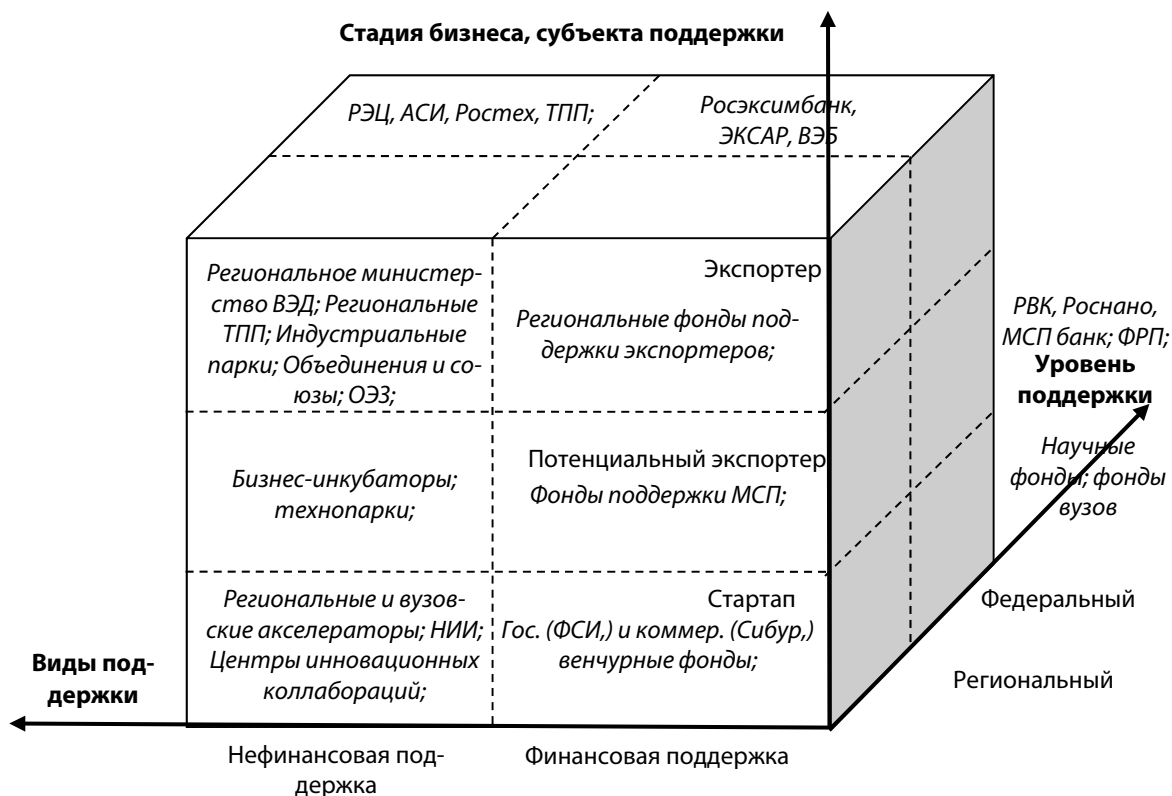 Стадия бизнеса, субъекта поддержки
РЭЦ, АСИ, Ростех, ТПП;
Росэксимбанк,
ЭКСАР, ВЭБ
Региональное министер-
ство ВЭД; Региональные
ТПП; Индустриальные
парки; Объединения и со-
юзы; ОЭЗ;
Экспортер
Региональные фонды под-
держки экспортеров;
РВК, Роснано,
МСП банк; ФРП;
Уровень
поддержки
Бизнес-инкубаторы;
технопарки;
Потенциальный экспортер
Фонды поддержки МСП;
Научные
фонды; фонды
вузов
Региональные и вузов-
ские акселераторы; НИИ;
Центры инновационных
коллабораций;
Стартап
Гос. (ФСИ,) и коммер. (Сибур,)
венчурные фонды;
Федеральный
Региональный
Виды под-
держки
Нефинансовая под-
держка
Финансовая поддержка